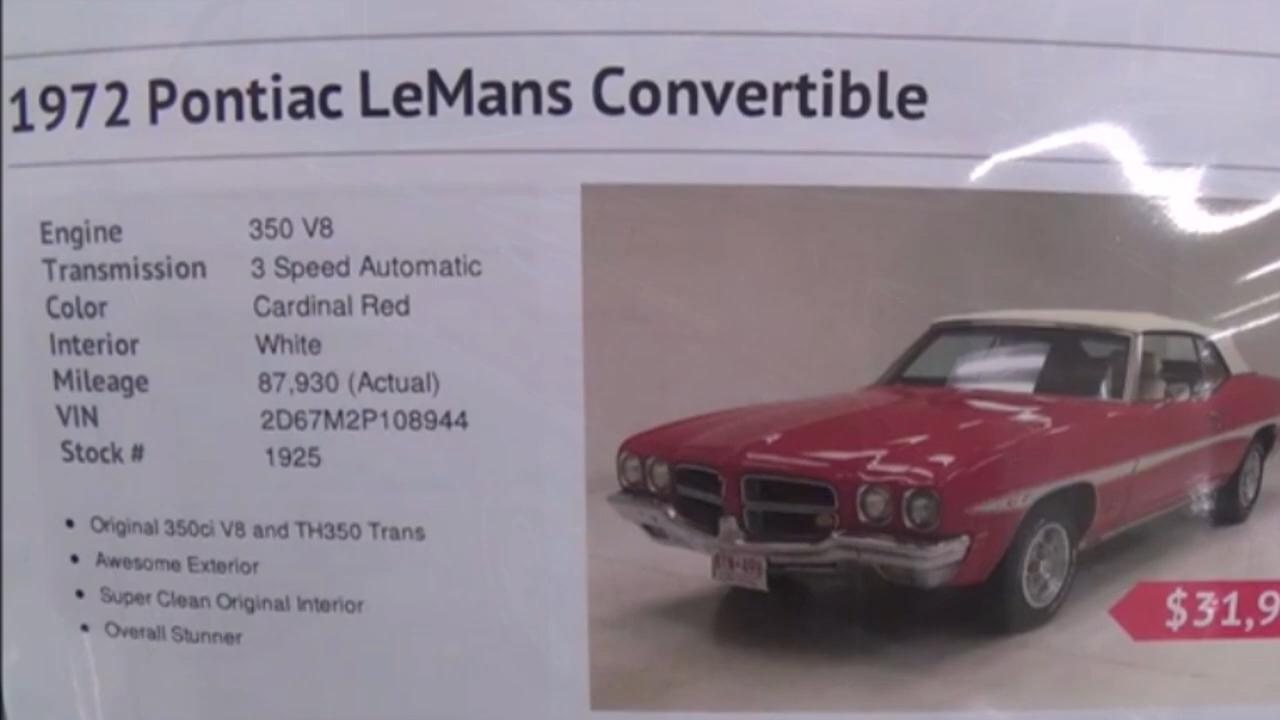 1972 Pontiac LeMans Convertible
Engine 350 V8
Transmission 3 Speed Automatic
Color Cardinal Red
Interior White
Mileage 87,930 (Actual)
VIN 2D67M2P108944
Stock # 1925
• Original 350ci V8 and TH350 Trans
• Awesome Exterior
• Super Clean Original Interior
• Overall Stunner
$31,9